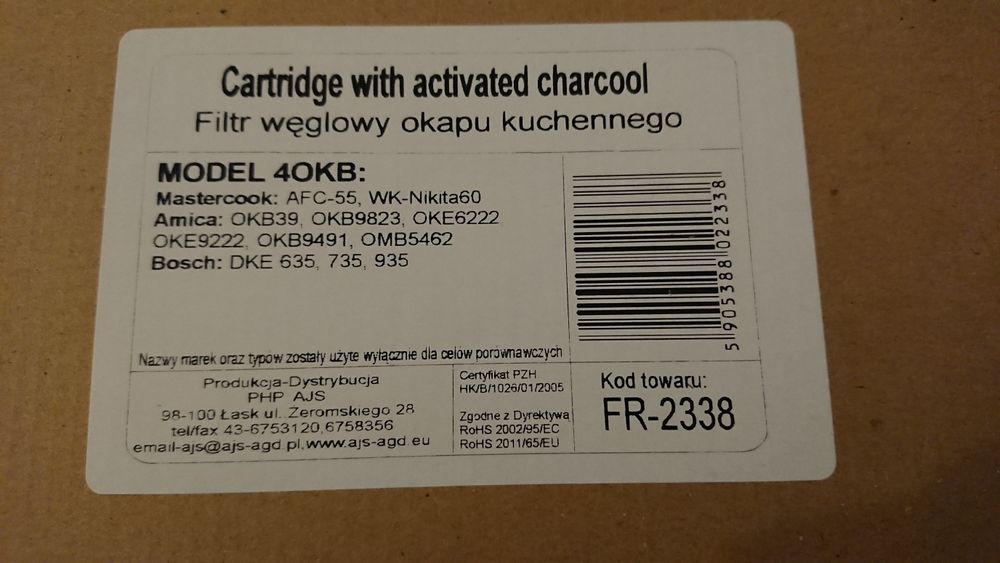 Cartridge with activated charcool
Filtr węglowy okapu kuchennego
MODEL 4OKB:
Mastercook: AFC-55, WK-Nikita60
Amica: OKB39, OKB9823, OKE6222
OKE9222, OKB9491, OMB5462
Bosch: DKE 635, 735, 935
5 905388 022338
Nazwy marek oraz typów zostały użyte wyłącznie dla celów porównawczych
Produkcja-Dystrybucja
PHP AJS
98-100 Łask ul. Żeromskiego 28
tel/fax 43-6753120,6758356
email-ajs@ajs-agd.pl,www.ajs-agd.eu
Certyfikat PZH
HK/B/1026/01/2005
Zgodne z Dyrektywą
RoHS 2002/95/EC
RoHS 2011/65/EU
Kod towaru:
FR-2338